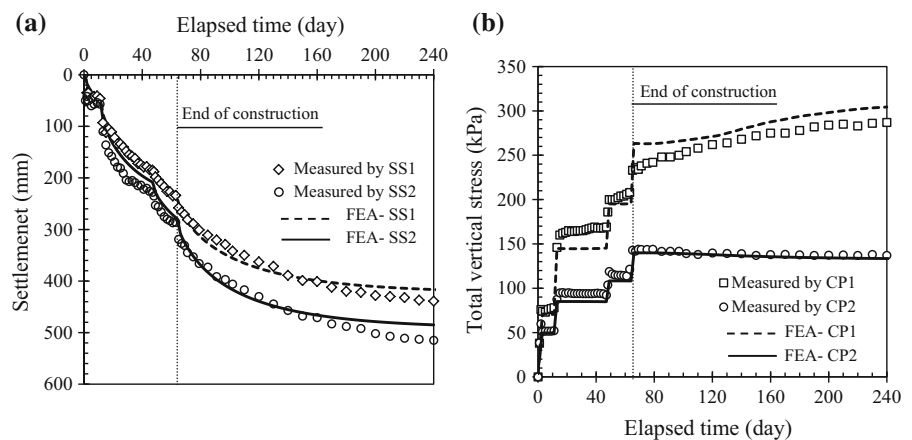 (a)
Elapsed time (day)
0 40 80 120 160 200 240
0
100
200
300
400
500
600
Settlemenet (mm)
End of construction
Measured by SS1
Measured by SS2
FEA- SS1
FEA- SS2
(b)
350
300
250
200
150
100
50
0
Total vertical stress (kPa)
End of construction
Measured by CP1
Measured by CP2
FEA- CP1
FEA- CP2
0 40 80 120 160 200 240
Elapsed time (day)